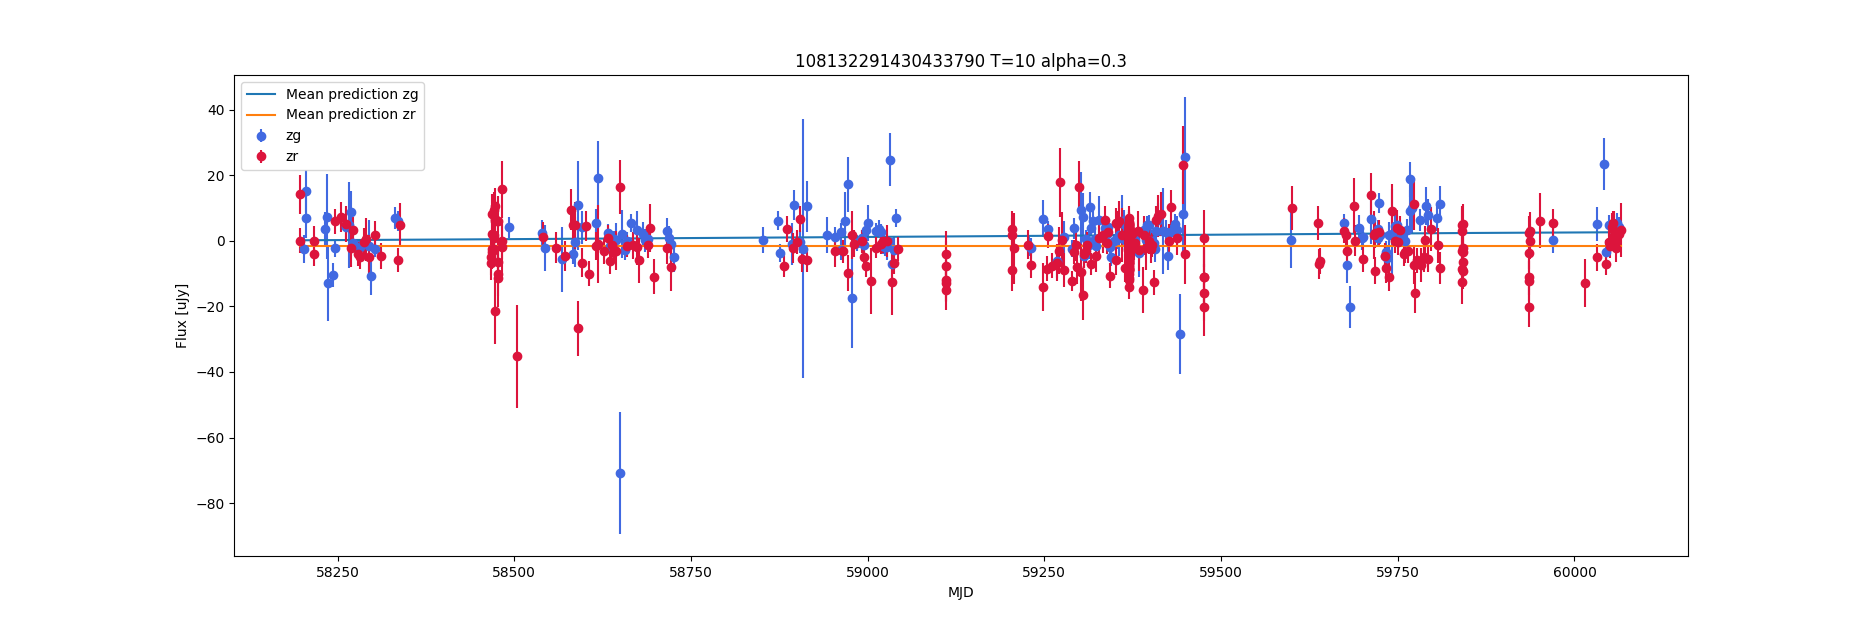 108132291430433790 T=10 alpha=0.3
Mean prediction zg
Mean prediction zr
zg
zr
Flux [uJy]
40
20
0
−20
−40
−60
−80
58250 58500 58750 59000 59250 59500 59750 60000
MJD